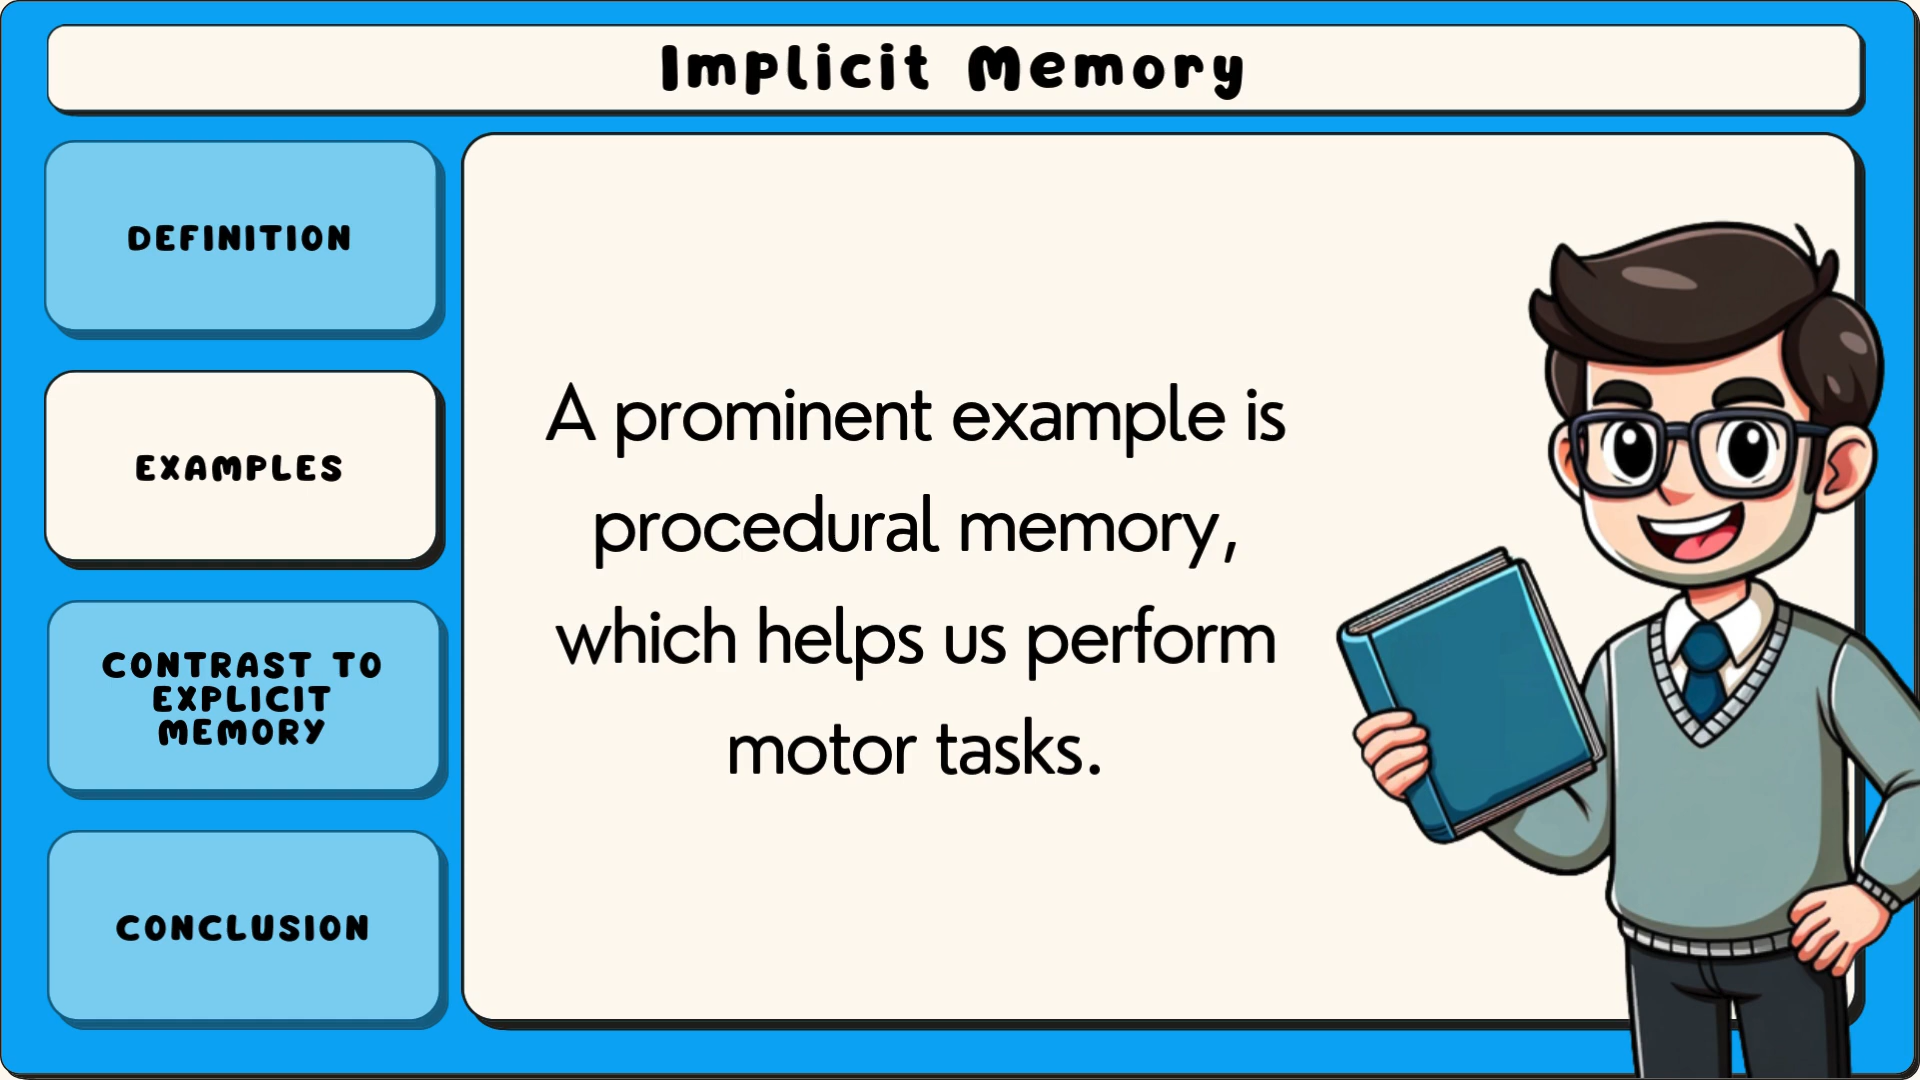 Implicit Memory
DEFINITION
EXAMPLES
CONTRAST TO
EXPLICIT
MEMORY
CONCLUSION
A prominent example is
procedural memory,
which helps us perform
motor tasks.